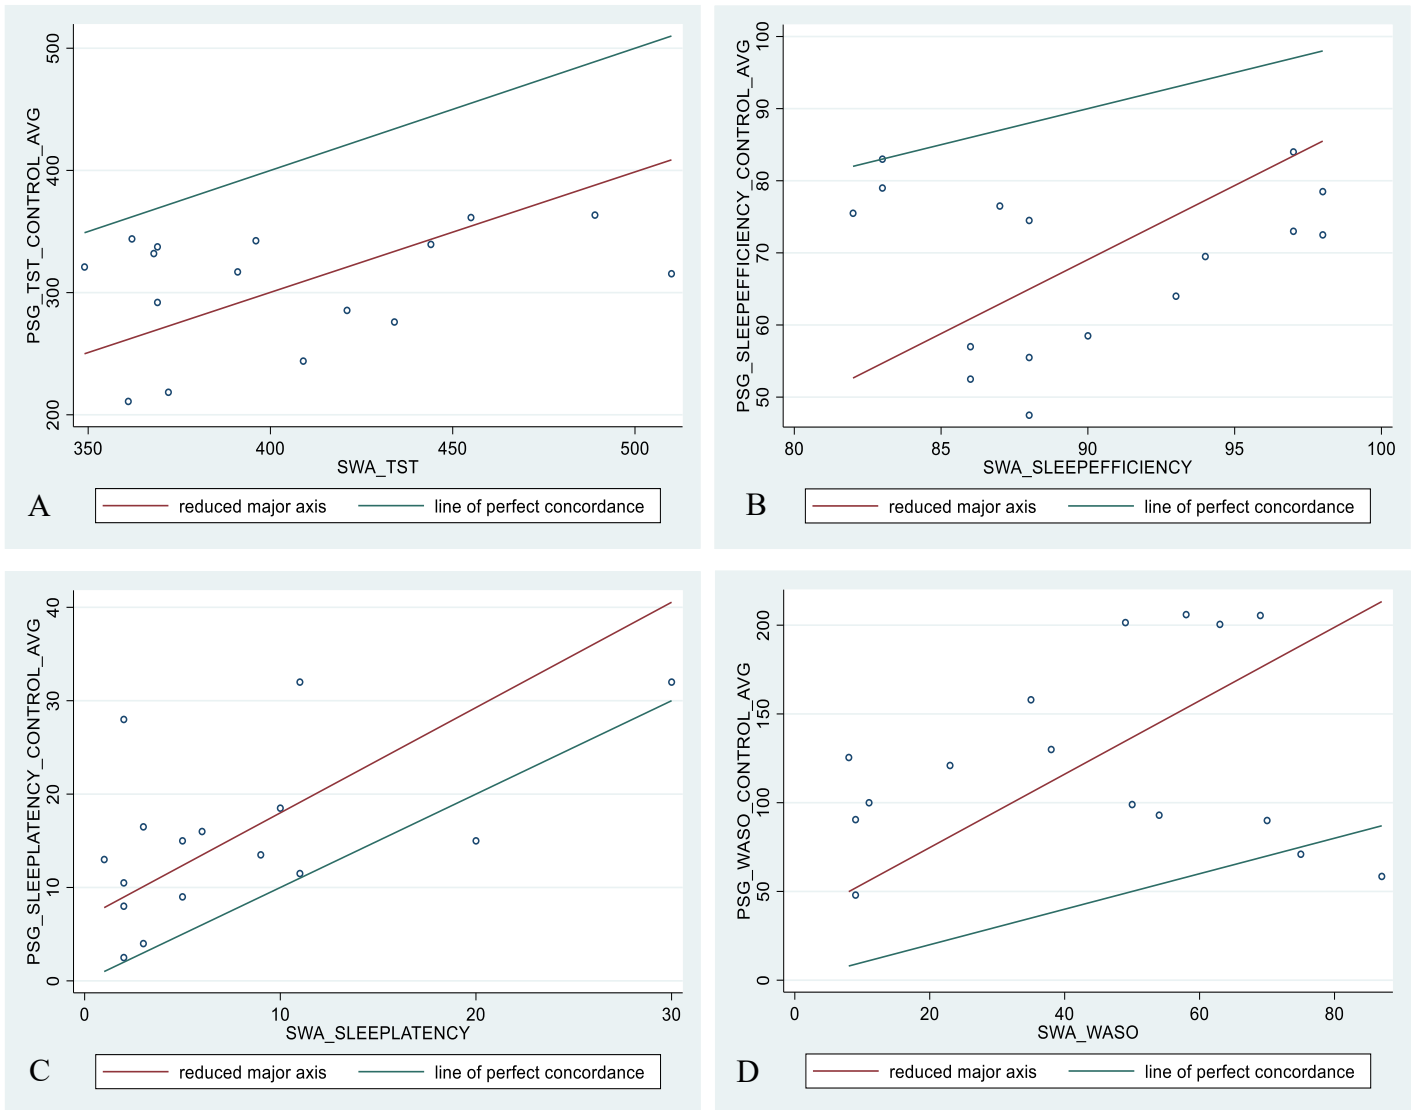 PSG_TST_CONTROL_AVG
500
400
300
200
350 400 450 500
SWA_TST
A
reduced major axis line of perfect concordance
PSG_SLEEPEFFICIENCY_CONTROL_AVG
100
90
80
70
60
50
80 85 90 95 100
SWA_SLEEPEFFICIENCY
B
reduced major axis line of perfect concordance
PSG_SLEEPLATENCY_CONTROL_AVG
40
30
20
10
0
0 10 20 30
SWA_SLEEPLATENCY
C
reduced major axis line of perfect concordance
PSG_WASO_CONTROL_AVG
200
150
100
50
0
0 20 40 60 80
SWA_WASO
D
reduced major axis line of perfect concordance